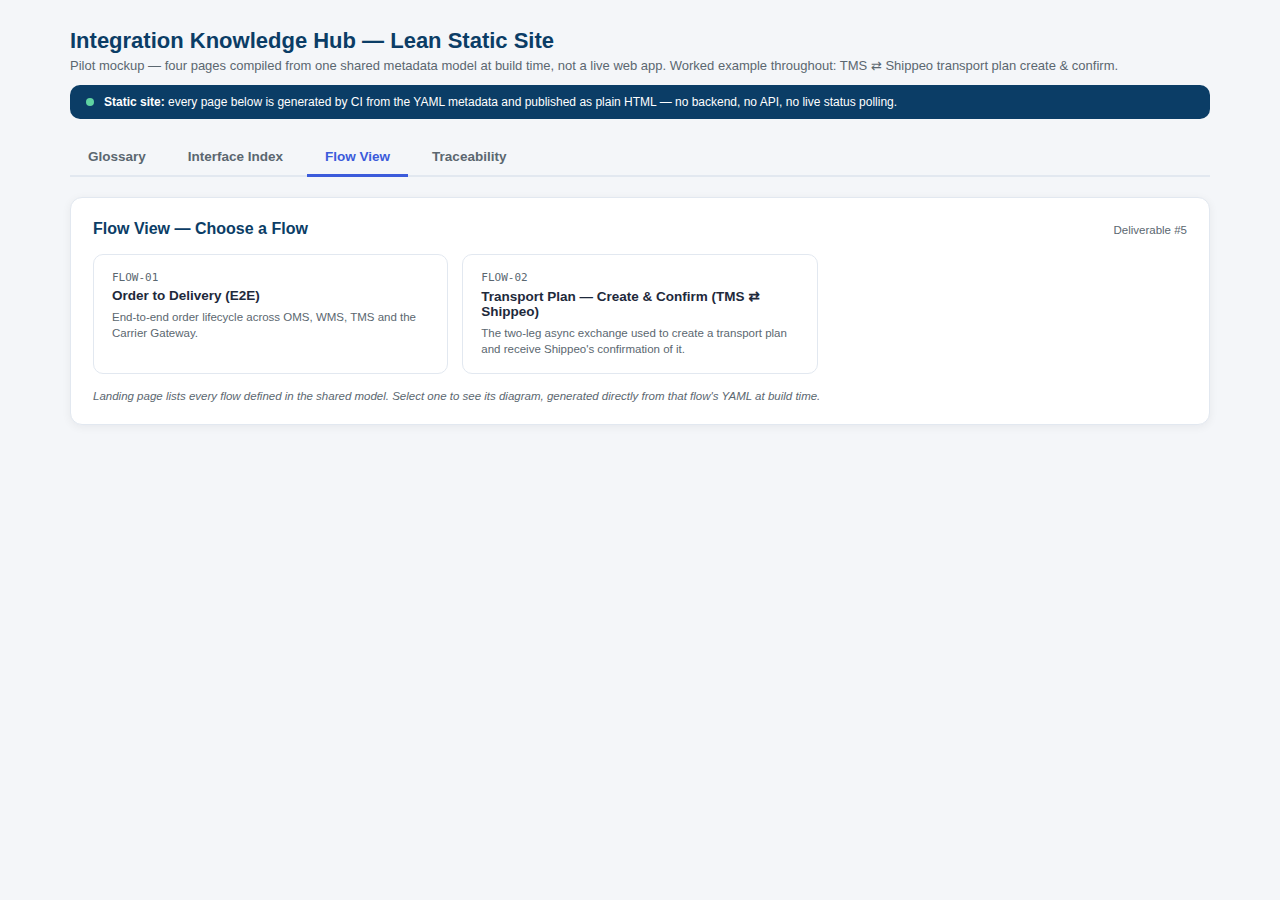 Integration Knowledge Hub — Lean Static Site
Pilot mockup — four pages compiled from one shared metadata model at build time, not a live web app. Worked example throughout: TMS ⇄ Shippeo transport plan create & confirm.
Static site: every page below is generated by CI from the YAML metadata and published as plain HTML — no backend, no API, no live status polling.
Glossary Interface Index Flow View Traceability
Flow View — Choose a Flow
Deliverable #5
FLOW-01
Order to Delivery (E2E)
End-to-end order lifecycle across OMS, WMS, TMS and the
Carrier Gateway.
FLOW-02
Transport Plan — Create & Confirm (TMS ⇄
Shippeo)
The two-leg async exchange used to create a transport plan
and receive Shippeo's confirmation of it.
Landing page lists every flow defined in the shared model. Select one to see its diagram, generated directly from that flow's YAML at build time.